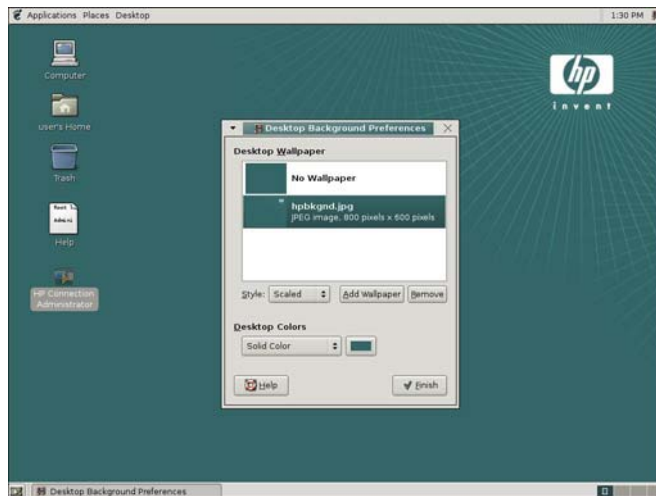 Applications Places Desktop
1:30 PM
Computer
user's Home
Trash
Help
HP Connection
Administrator
hp
invent
Desktop Background Preferences
Desktop Wallpaper
No Wallpaper
hpbkgnd.jpg
JPEG image, 800 pixels x 600 pixels
Style: Scaled
Add Wallpaper
Remove
Desktop Colors
Solid Color
Help
Finish
Desktop Background Preferences